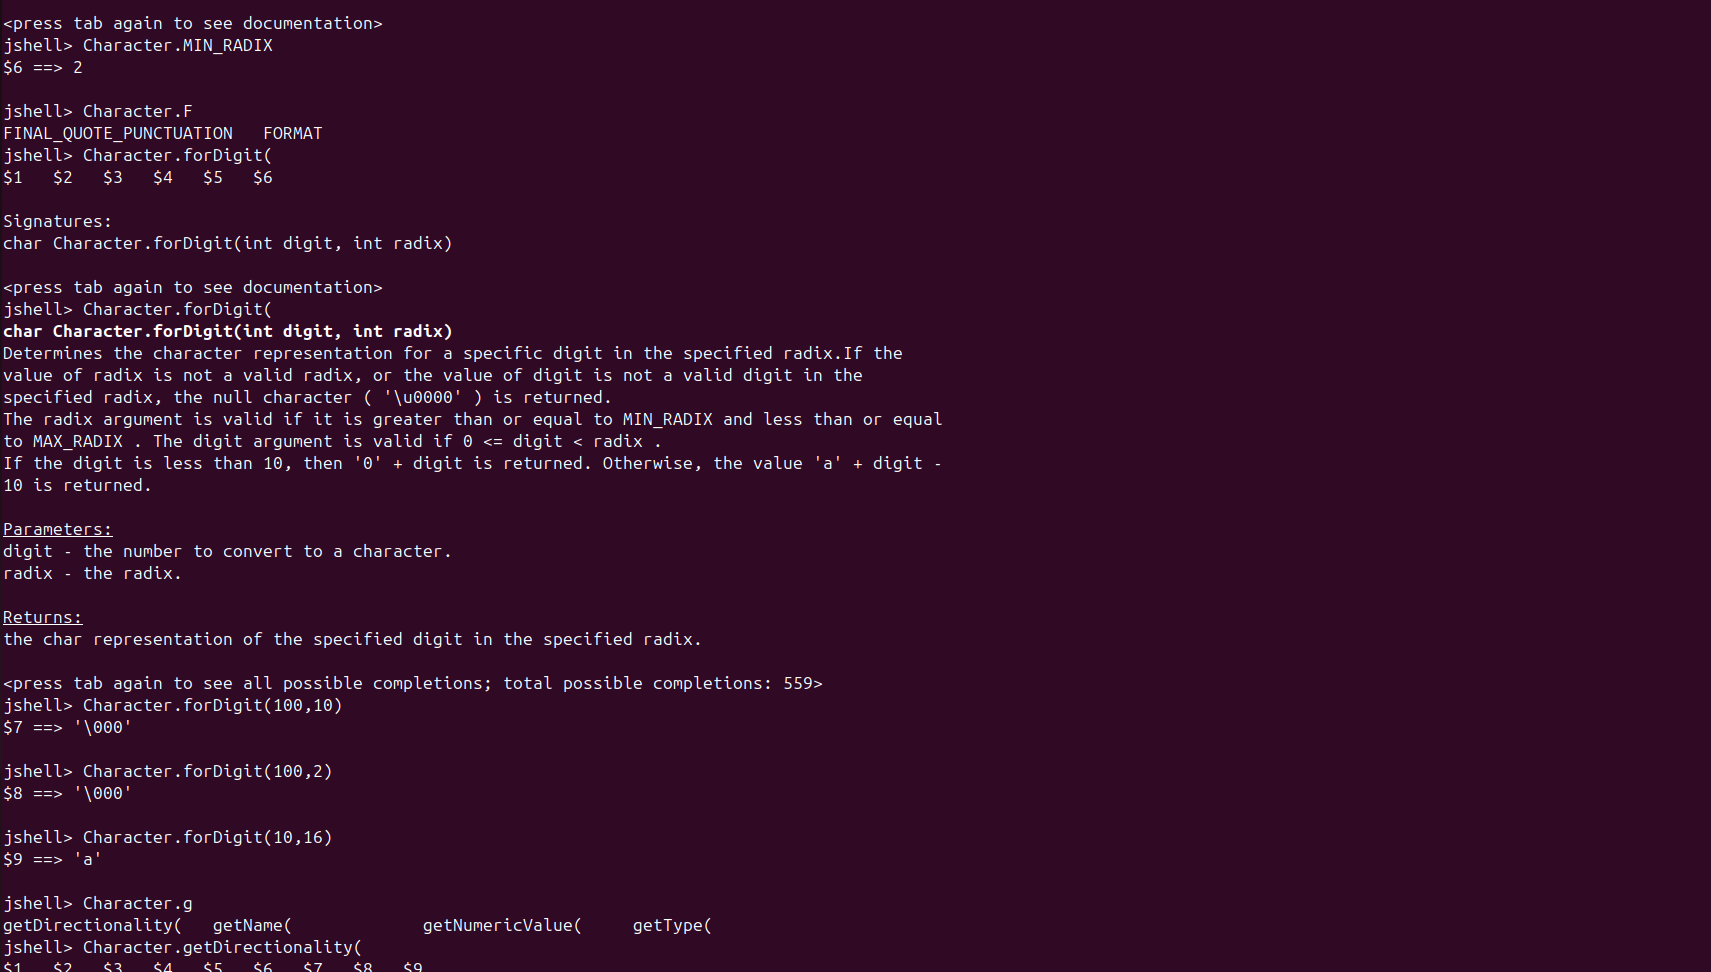 <press tab again to see documentation>
jshell> Character.MIN_RADIX
$6 ==> 2
jshell> Character.F
FINAL_QUOTE_PUNCTUATION   FORMAT
jshell> Character.forDigit(
$1   $2   $3   $4   $5   $6
Signatures:
char Character.forDigit(int digit, int radix)
<press tab again to see documentation>
jshell> Character.forDigit(
char Character.forDigit(int digit, int radix)
Determines the character representation for a specific digit in the specified radix.If the
value of radix is not a valid radix, or the value of digit is not a valid digit in the
specified radix, the null character ( '\u0000' ) is returned.
The radix argument is valid if it is greater than or equal to MIN_RADIX and less than or equal
to MAX_RADIX . The digit argument is valid if 0 <= digit < radix .
If the digit is less than 10, then '0' + digit is returned. Otherwise, the value 'a' + digit -
10 is returned.
Parameters:
digit - the number to convert to a character.
radix - the radix.
Returns:
the char representation of the specified digit in the specified radix.
<press tab again to see all possible completions; total possible completions: 559>
jshell> Character.forDigit(100,10)
$7 ==> '\000'
jshell> Character.forDigit(100,2)
$8 ==> '\000'
jshell> Character.forDigit(10,16)
$9 ==> 'a'
jshell> Character.g
getDirectionality(   getName(             getNumericValue(     getType(
jshell> Character.getDirectionality(
$1   $2   $3   $4   $5   $6   $7   $8   $9